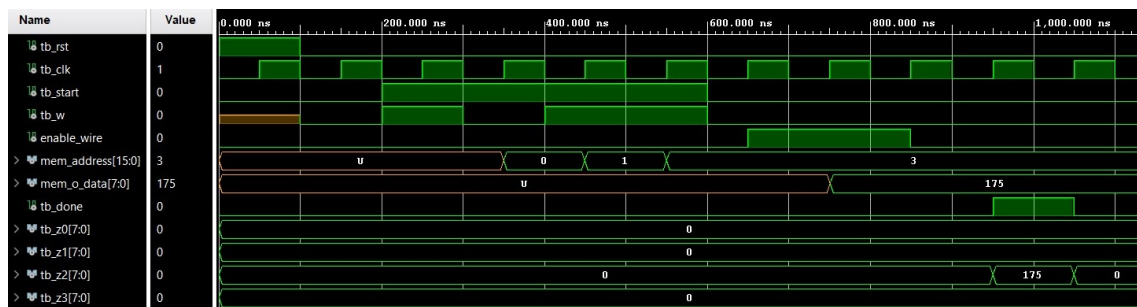 Name Value 0.000 ns 200.000 ns 400.000 ns 600.000 ns 800.000 ns 1,000.000 ns
tb_rst 0
tb_clk 1
tb_start 0
tb_w 0
enable_wire 0
mem_address[15:0] 3 U 0 1 3
mem_o_data[7:0] 175 U 175
tb_done 0
tb_z0[7:0] 0 0
tb_z1[7:0] 0 0
tb_z2[7:0] 0 0 175 0
tb_z3[7:0] 0 0